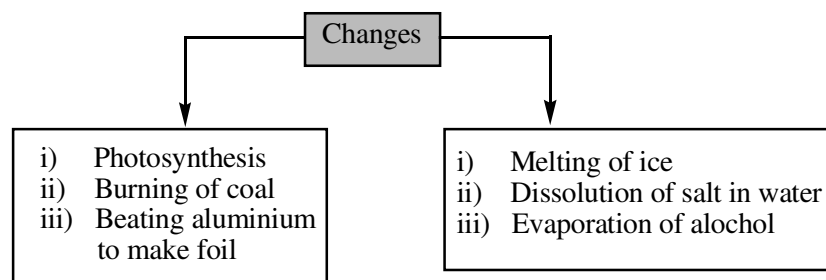 Changes
i) Photosynthesis
ii) Burning of coal
iii) Beating aluminium
to make foil
i) Melting of ice
ii) Dissolution of salt in water
iii) Evaporation of alochol